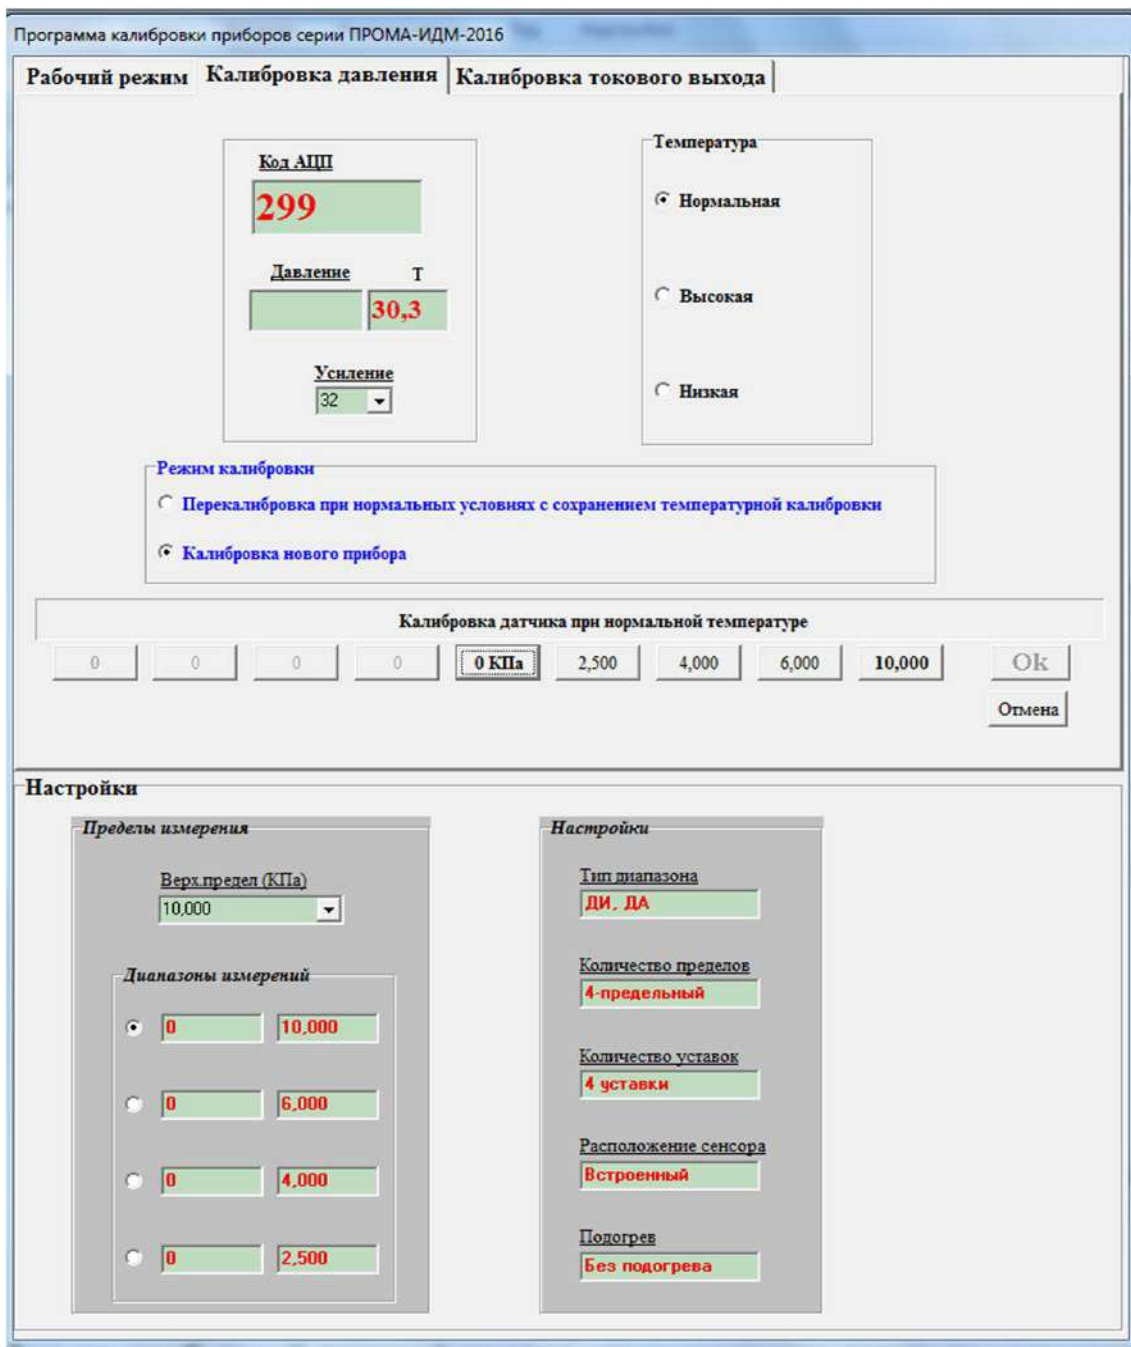 Программа калибровки приборов серии ПРОМА-ИДМ-2016
Рабочий режим Калибровка давления Калибровка токового выхода
Код АЦП
299
Давление Т
30,3
Усиление
32
Температура
Нормальная
Высокая
Низкая
Режим калибровки
Перекалибровка при нормальных условиях с сохранением температурной калибровки
Калибровка нового прибора
Калибровка датчика при нормальной температуре
0 0 0 0 0 КПа 2,500 4,000 6,000 10,000 Ok
Отмена
Настройки
Пределы измерения
Верх.предел (КПа)
10,000
Диапазоны измерений
0 10,000
0 6,000
0 4,000
0 2,500
Настройки
Тип диапазона
ДИ, ДА
Количество пределов
4-предельный
Количество уставок
4 уставки
Расположение сенсора
Встроенный
Подогрев
Без подогрева